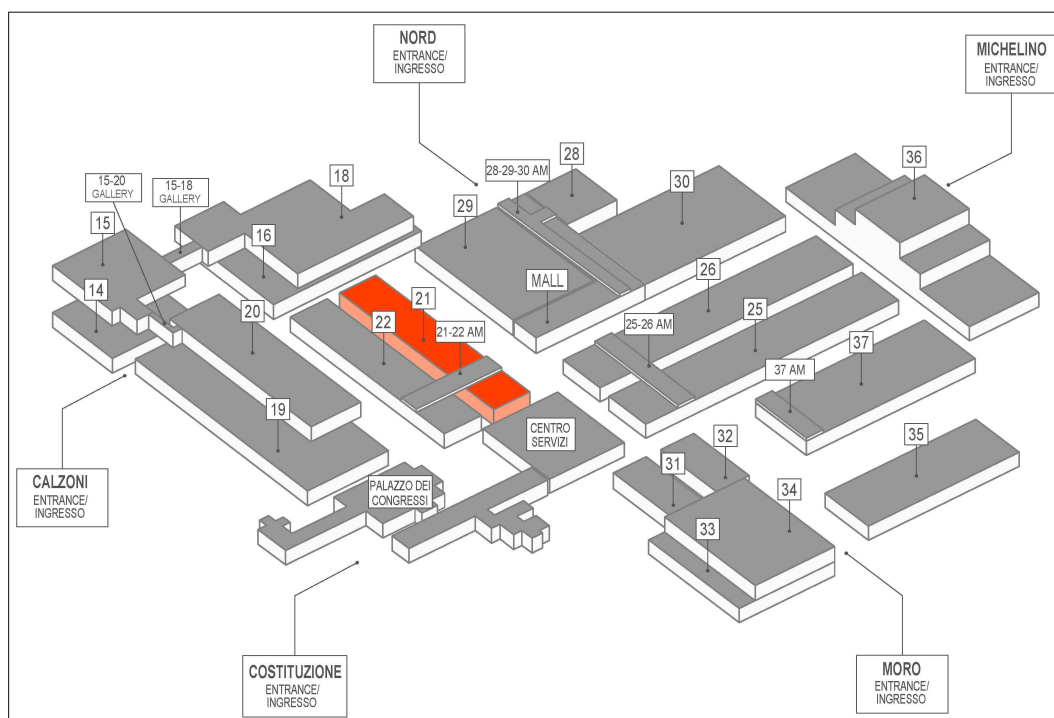 NORD
ENTRANCE/
INGRESSO
MICHELINO
ENTRANCE/
INGRESSO
15-20
GALLERY
15-18
GALLERY
18
28-29-30 AM
28
30
36
15
16
29
26
14
20
22
21
21-22 AM
MALL
25-26 AM
25
37
37 AM
19
CENTRO
SERVIZI
PALAZZO DEI
CONGRESSI
31
32
34
35
33
CALZONI
ENTRANCE/
INGRESSO
COSTITUZIONE
ENTRANCE/
INGRESSO
MORO
ENTRANCE/
INGRESSO